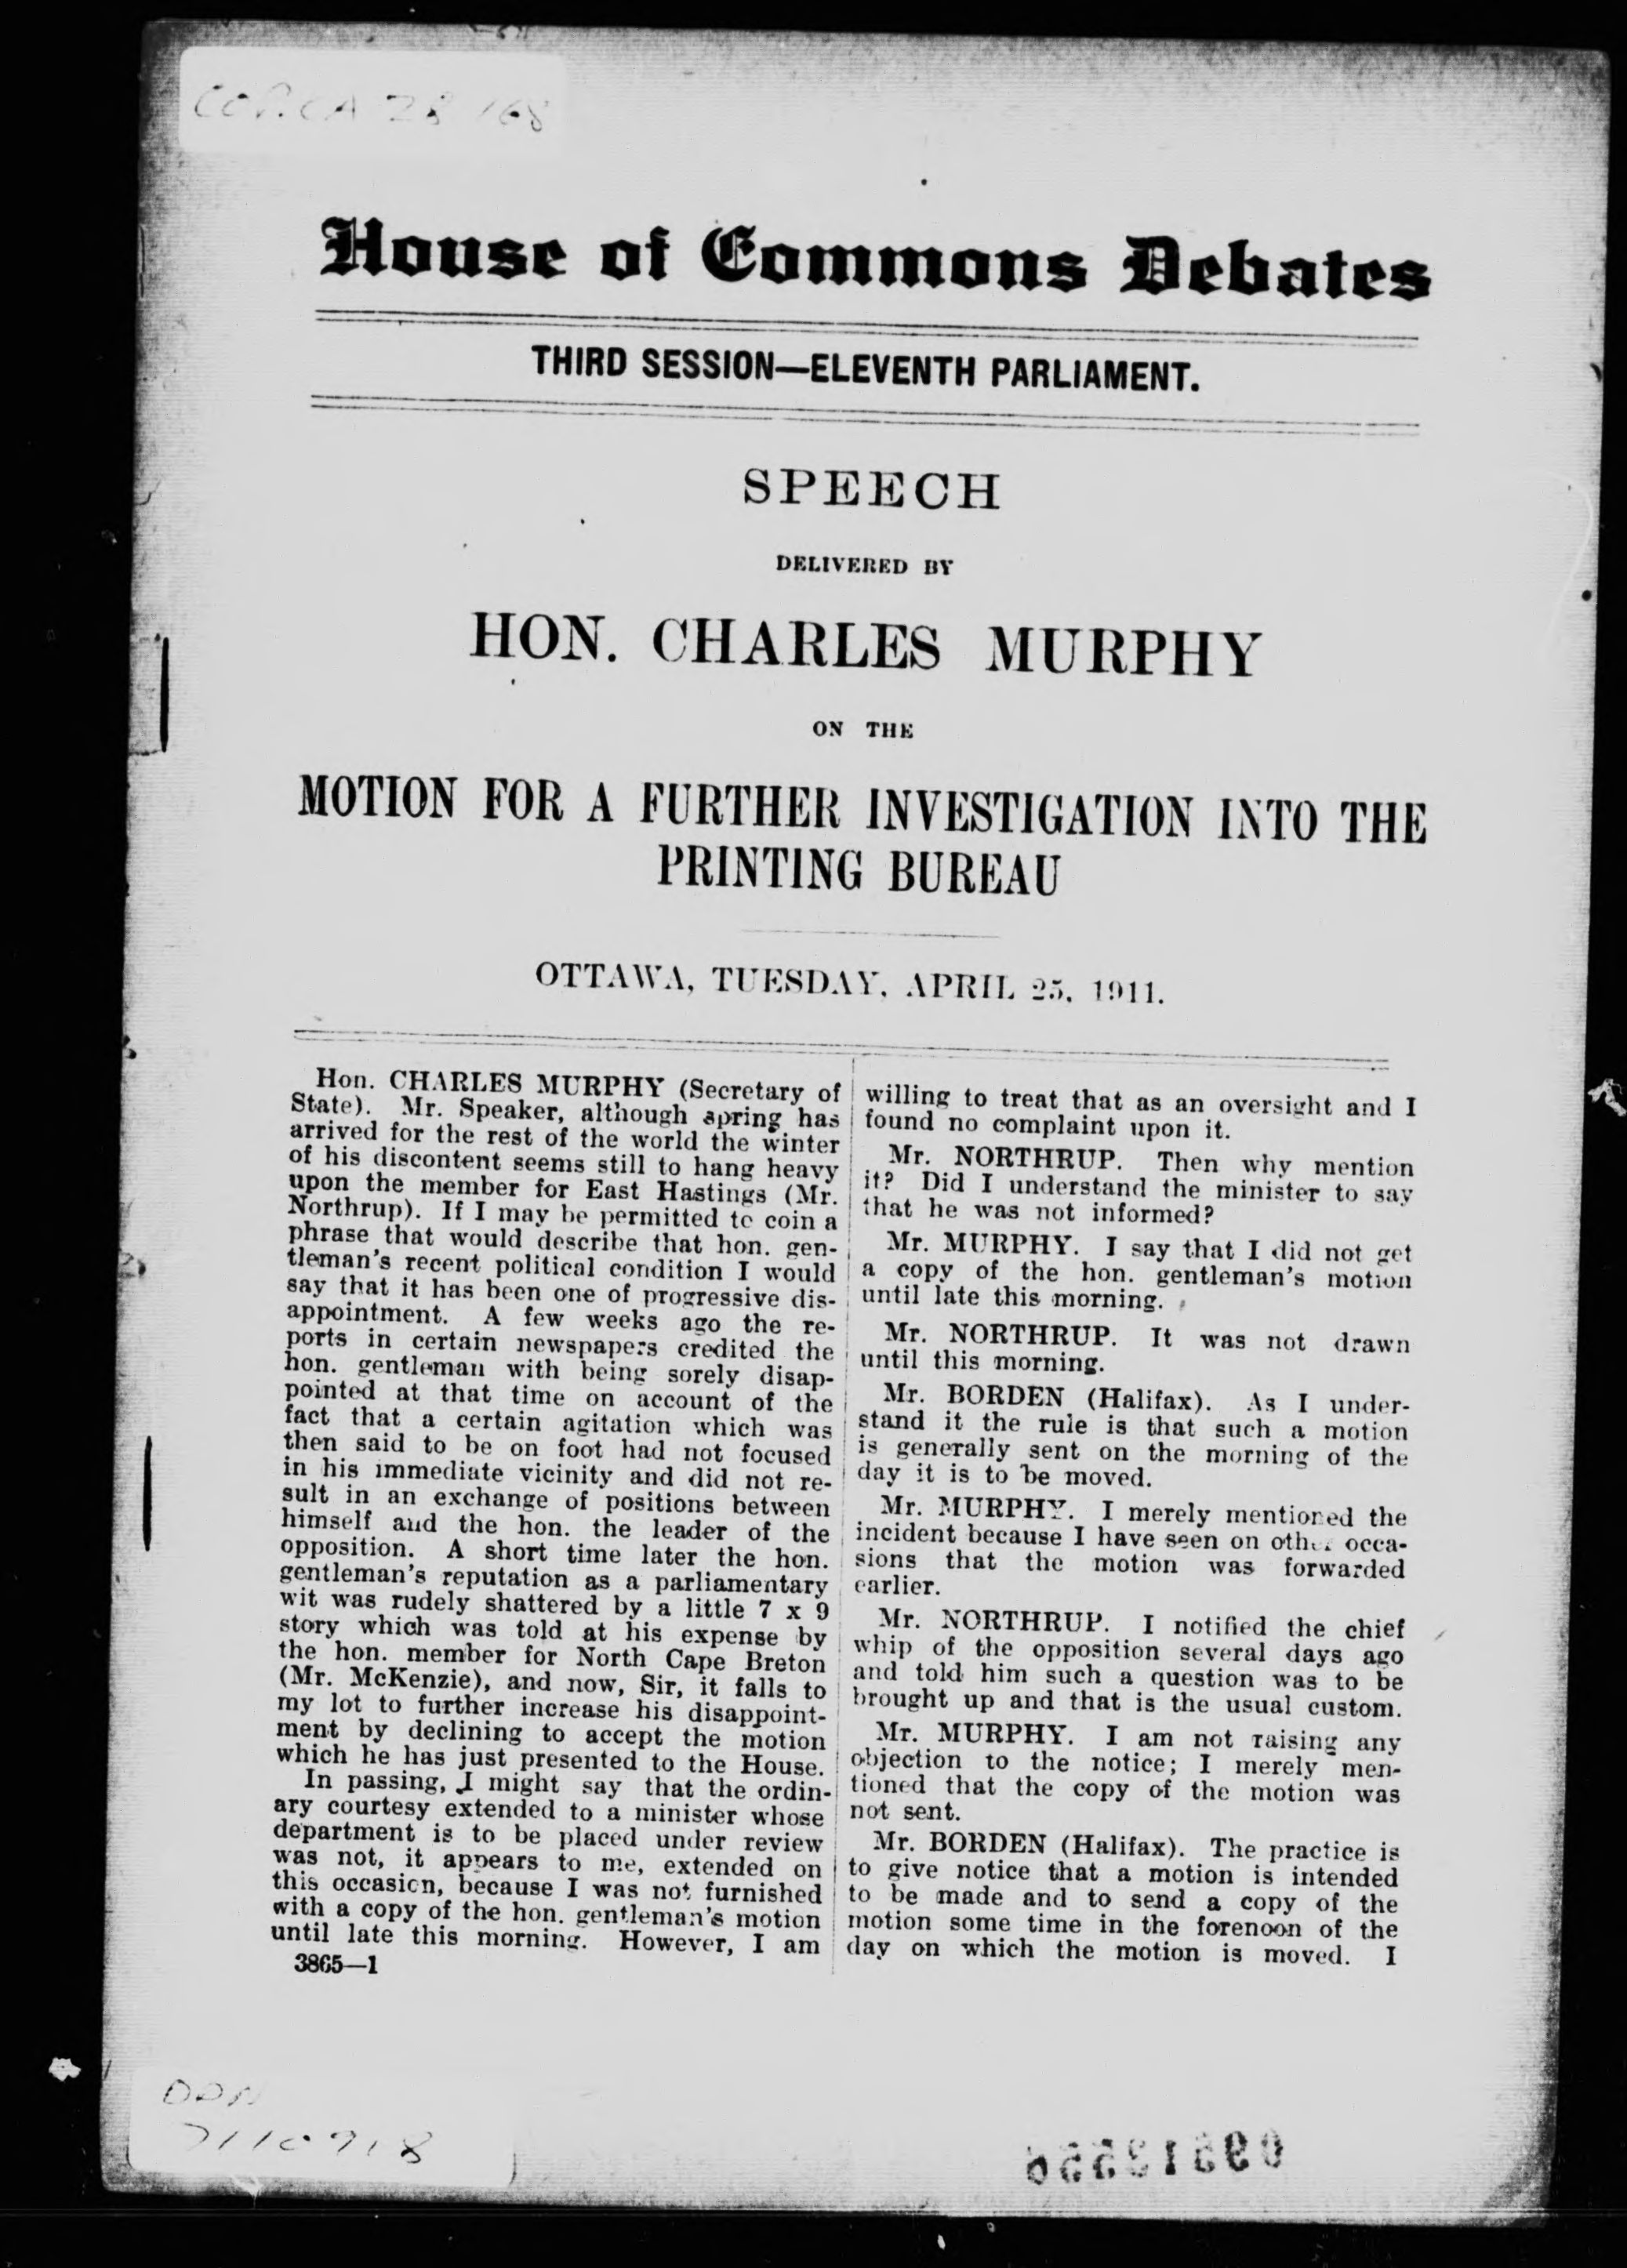 House of Commons Debates
THIRD SESSION—ELEVENTH PARLIAMENT.
SPEECH
DELIVERED BY
HON. CHARLES MURPHY
ON THE
MOTION FOR A FURTHER INVESTIGATION INTO THE
PRINTING BUREAU
OTTAWA, TUESDAY, APRIL 25, 1911.
Hon. CHARLES MURPHY (Secretary of
State). Mr. Speaker, although spring has
arrived for the rest of the world the winter
of his discontent seems still to hang heavy
upon the member for East Hastings (Mr.
Northrup). If I may be permitted to coin a
phrase that would describe that hon. gen-
tleman's recent political condition I would
say that it has been one of progressive dis-
appointment. A few weeks ago the re-
ports in certain newspapers credited the
hon. gentleman with being sorely disap-
pointed at that time on account of the
fact that a certain agitation which was
then said to be on foot had not focused
in his immediate vicinity and did not re-
sult in an exchange of positions between
himself and the hon. the leader of the
opposition. A short time later the hon.
gentleman's reputation as a parliamentary
wit was rudely shattered by a little 7 x 9
story which was told at his expense by
the hon. member for North Cape Breton
(Mr. McKenzie), and now, Sir, it falls to
my lot to further increase his disappoint-
ment by declining to accept the motion
which he has just presented to the House.
In passing, I might say that the ordin-
ary courtesy extended to a minister whose
department is to be placed under review
was not, it appears to me, extended on
this occasion, because I was not furnished
with a copy of the hon. gentleman's motion
until late this morning. However, I am
3865—1
willing to treat that as an oversight and I
found no complaint upon it.
Mr. NORTHRUP. Then why mention
it? Did I understand the minister to say
that he was not informed?
Mr. MURPHY. I say that I did not get
a copy of the hon. gentleman's motion
until late this morning.
Mr. NORTHRUP. It was not drawn
until this morning.
Mr. BORDEN (Halifax). As I under-
stand it the rule is that such a motion
is generally sent on the morning of the
day it is to be moved.
Mr. MURPHY. I merely mentioned the
incident because I have seen on other occa-
sions that the motion was forwarded
earlier.
Mr. NORTHRUP. I notified the chief
whip of the opposition several days ago
and told him such a question was to be
brought up and that is the usual custom.
Mr. MURPHY. I am not raising any
objection to the notice; I merely men-
tioned that the copy of the motion was
not sent.
Mr. BORDEN (Halifax). The practice is
to give notice that a motion is intended
to be made and to send a copy of the
motion some time in the forenoon of the
day on which the motion is moved. I